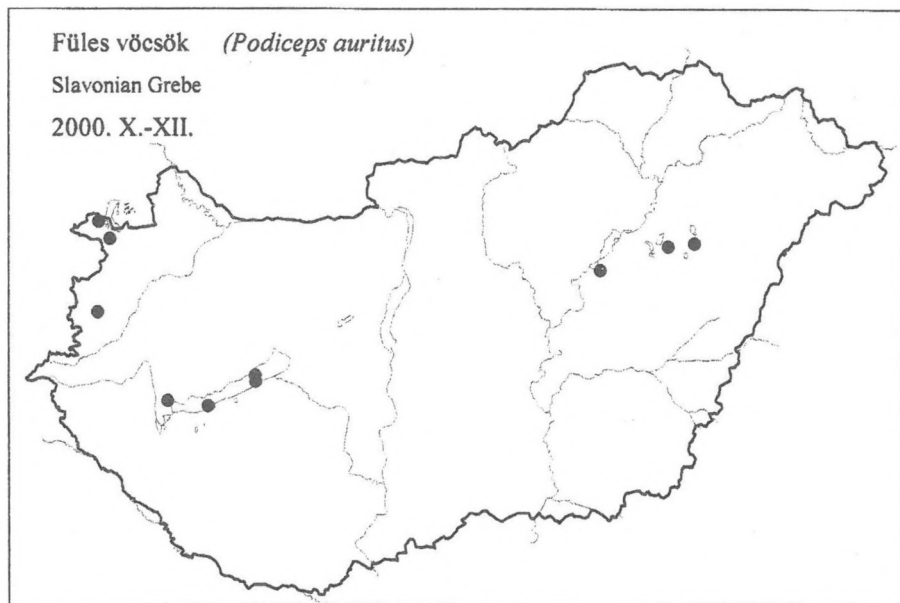 Füles vöcsök (Podiceps auritus)
Slavonian Grebe
2000. X.-XII.